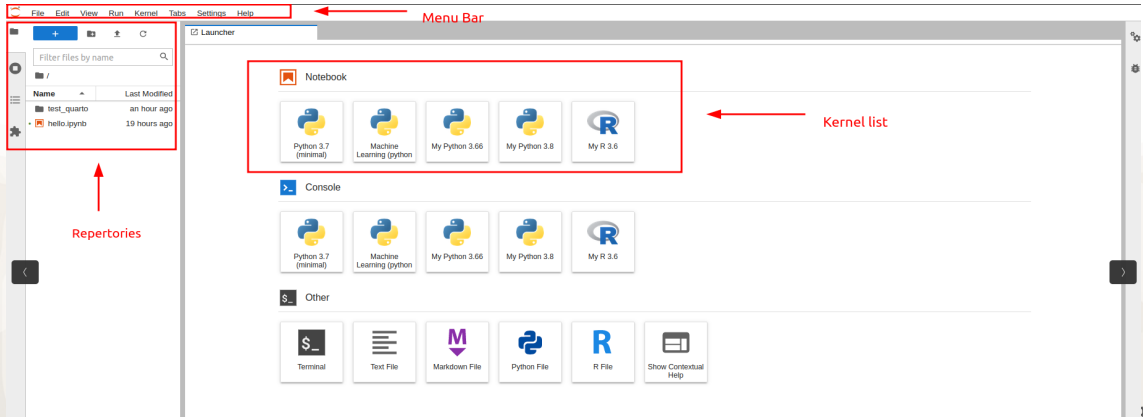 File Edit View Run Kernel Tabs Settings Help
Menu Bar
Launcher
Filter files by name
/
Name Last Modified
test_quarto an hour ago
hello.ipynb 19 hours ago
Repertories
Notebook
Python 3.7
(minimal)
Machine
Learning (python
My Python 3.66
My Python 3.8
R
My R 3.6
Kernel list
Console
Python 3.7
(minimal)
Machine
Learning (python
My Python 3.66
My Python 3.8
R
My R 3.6
$_ Other
$_
Terminal
Text File
M
Markdown File
Python File
R
R File
Show Contextual
Help